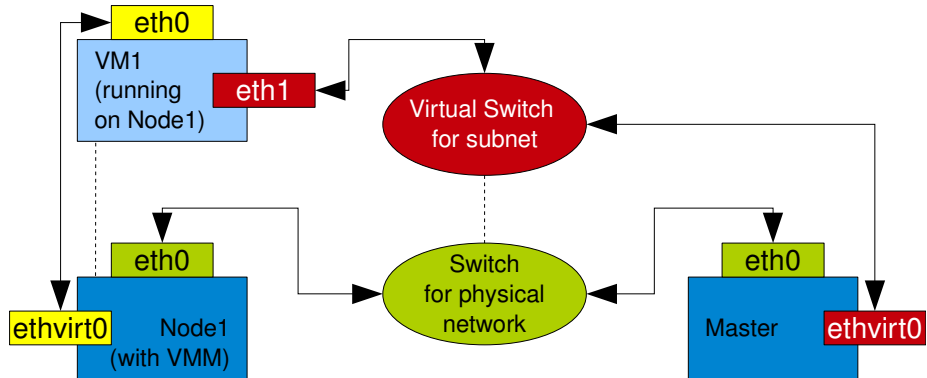 eth0
VM1
(running
on Node1)
eth1
Virtual Switch
for subnet
eth0
Switch
for physical
network
eth0
ethvirt0
Node1
(with VMM)
Master
ethvirt0